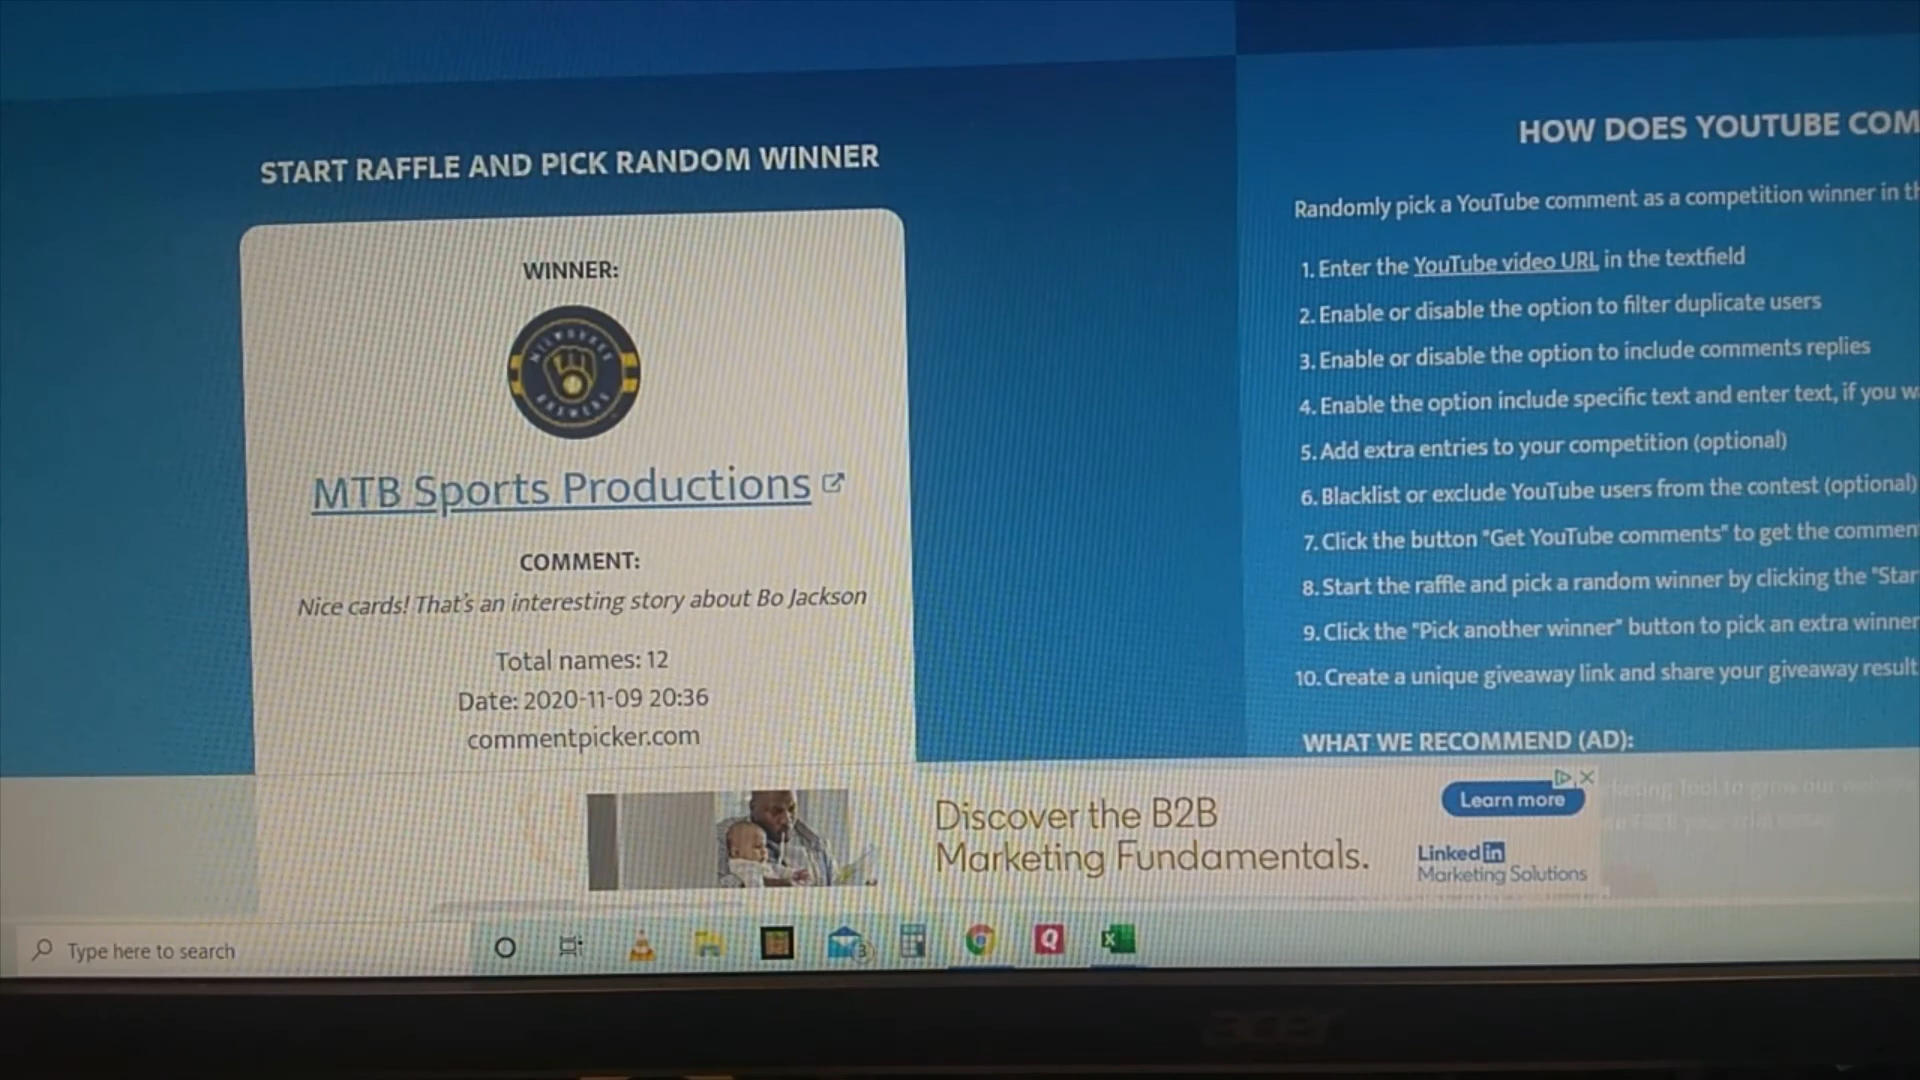 START RAFFLE AND PICK RANDOM WINNER
WINNER:
MILWAUKEE
BREWERS
MTB Sports Productions
COMMENT:
Nice cards! That's an interesting story about Bo Jackson
Total names: 12
Date: 2020-11-09 20:36
commentpicker.com
HOW DOES YOUTUBE COM
Randomly pick a YouTube comment as a competition winner in th
1. Enter the YouTube video URL in the textfield
2. Enable or disable the option to filter duplicate users
3. Enable or disable the option to include comments replies
4. Enable the option include specific text and enter text, if you w
5. Add extra entries to your competition (optional)
6. Blacklist or exclude YouTube users from the contest (optional)
7. Click the button "Get YouTube comments" to get the commen
8. Start the raffle and pick a random winner by clicking the "Star
9. Click the "Pick another winner" button to pick an extra winner
10. Create a unique giveaway link and share your giveaway result
WHAT WE RECOMMEND (AD):
Discover the B2B
Marketing Fundamentals.
Learn more
Linked in
Marketing Solutions
Type here to search
3
Q
X
acer